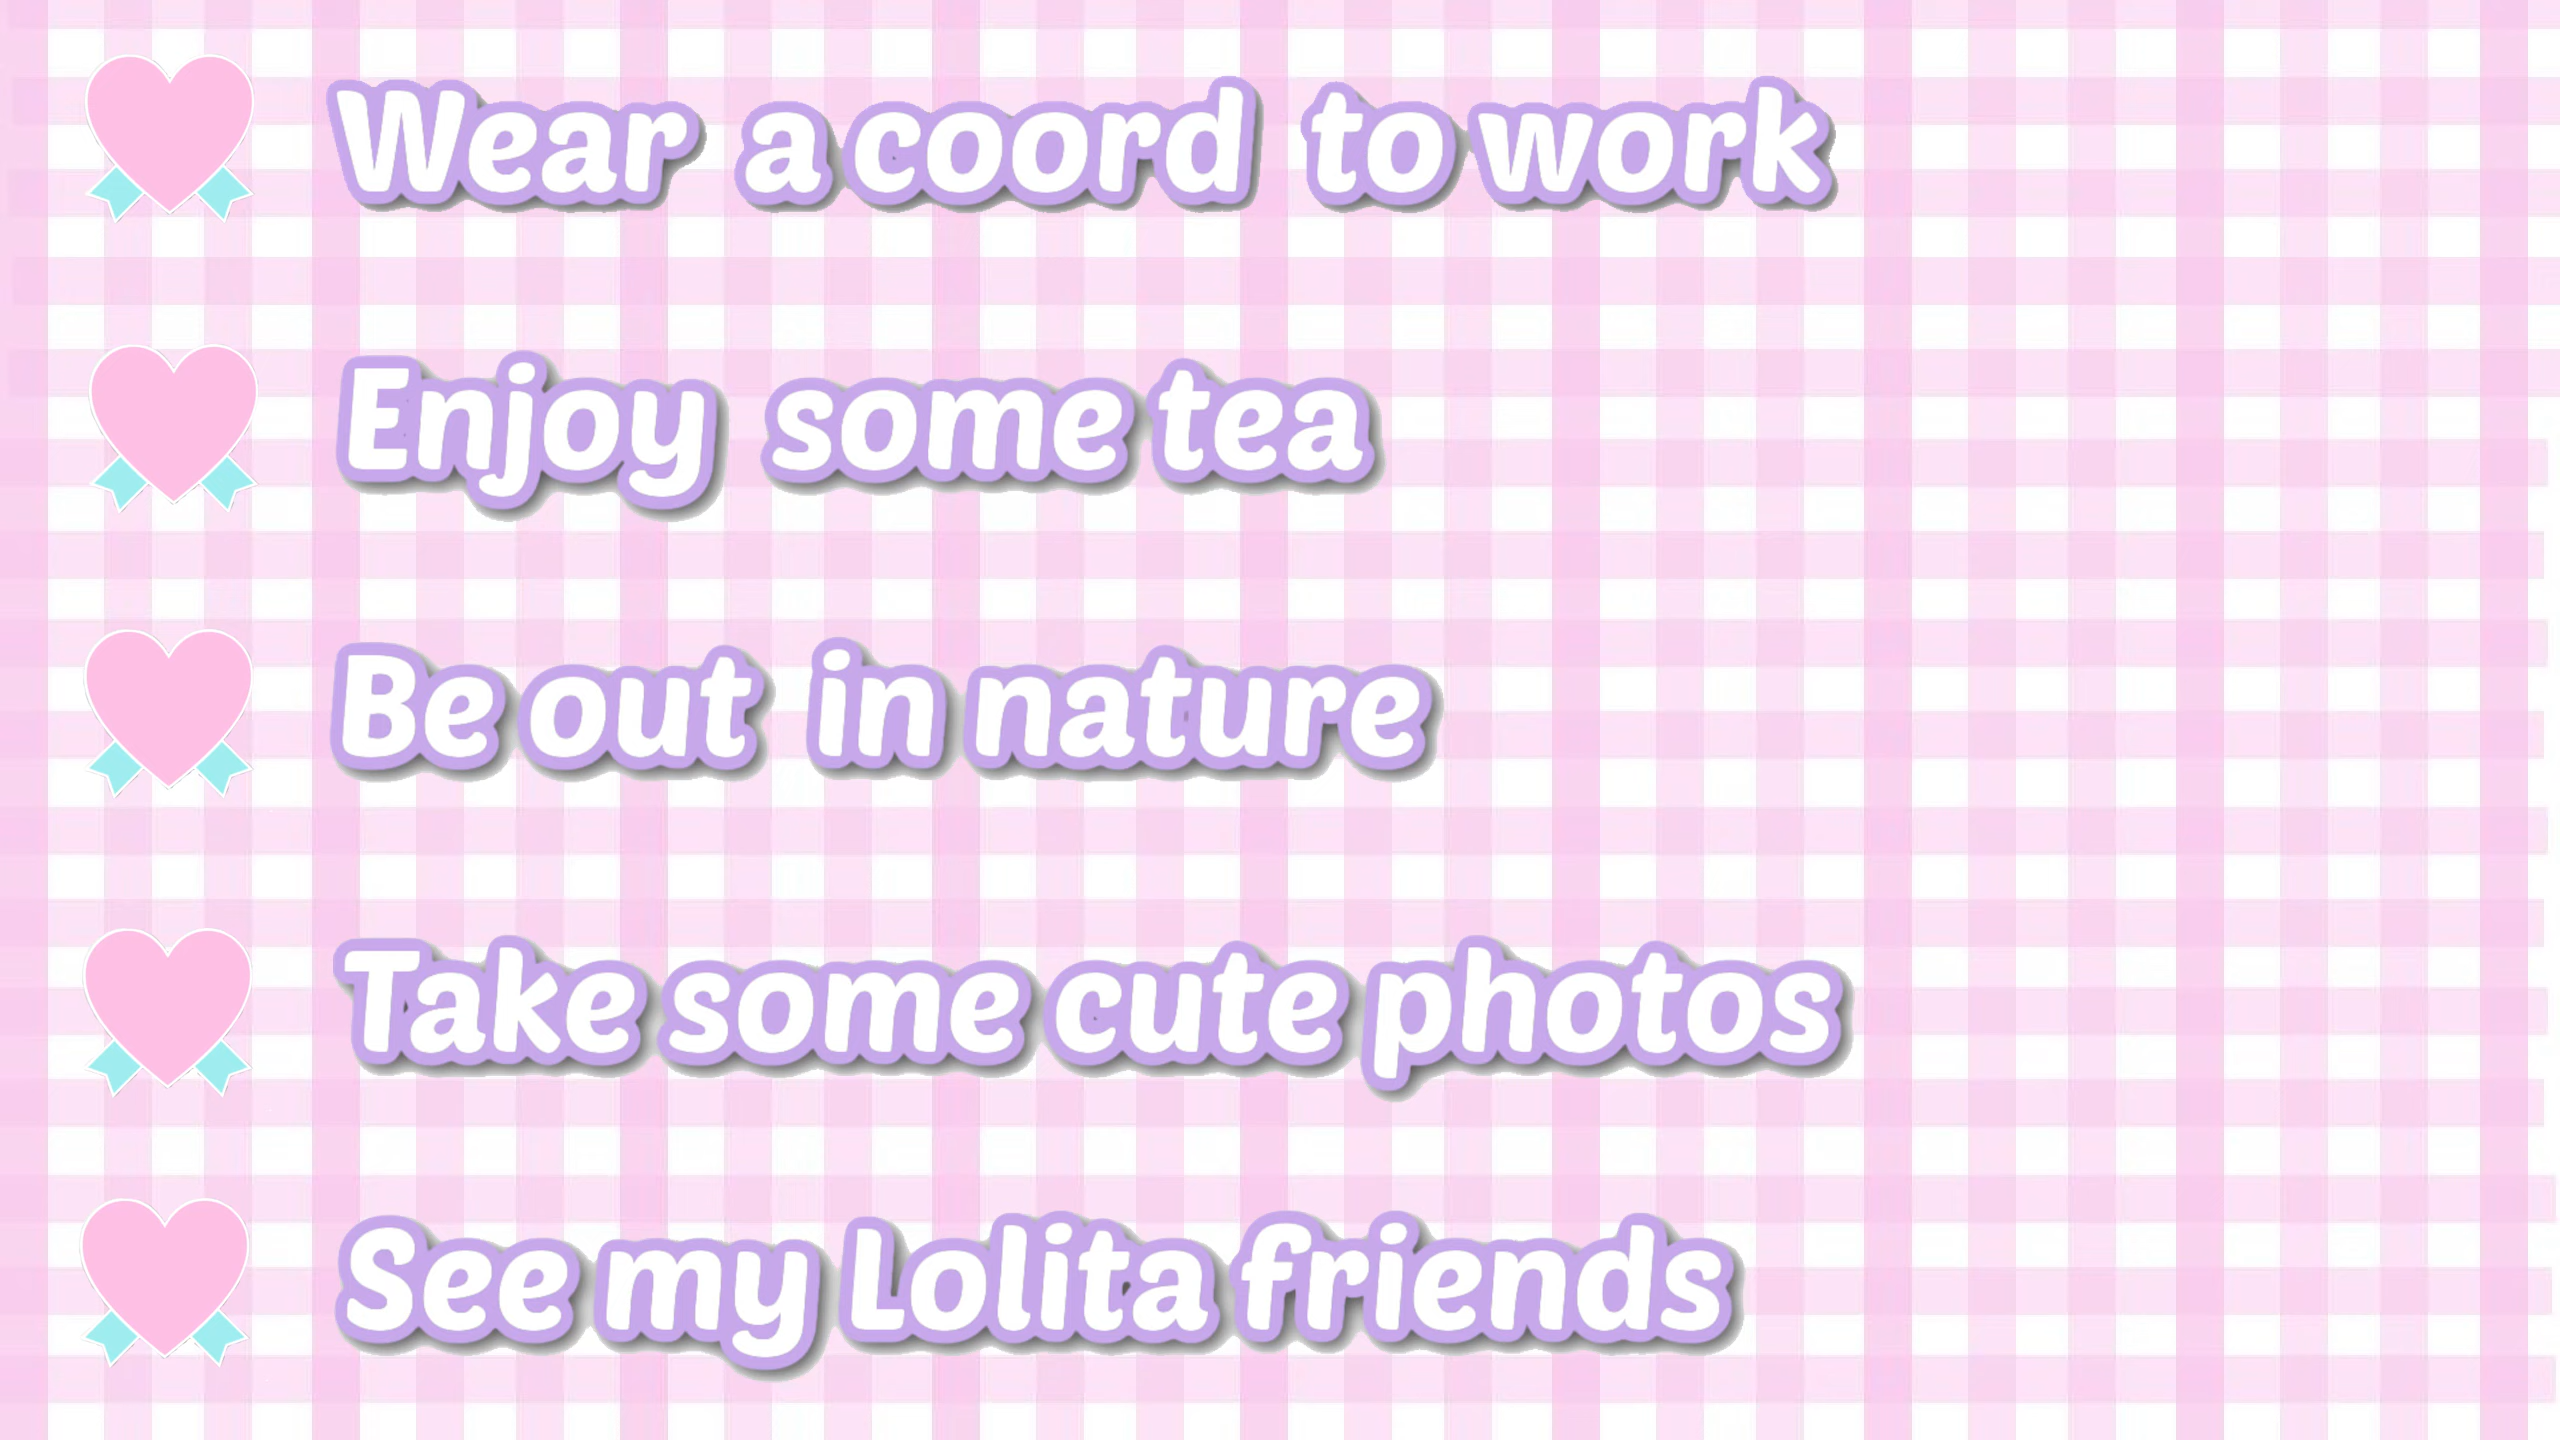 Wear a coord to work
Enjoy some tea
Be out in nature
Take some cute photos
See my Lolita friends